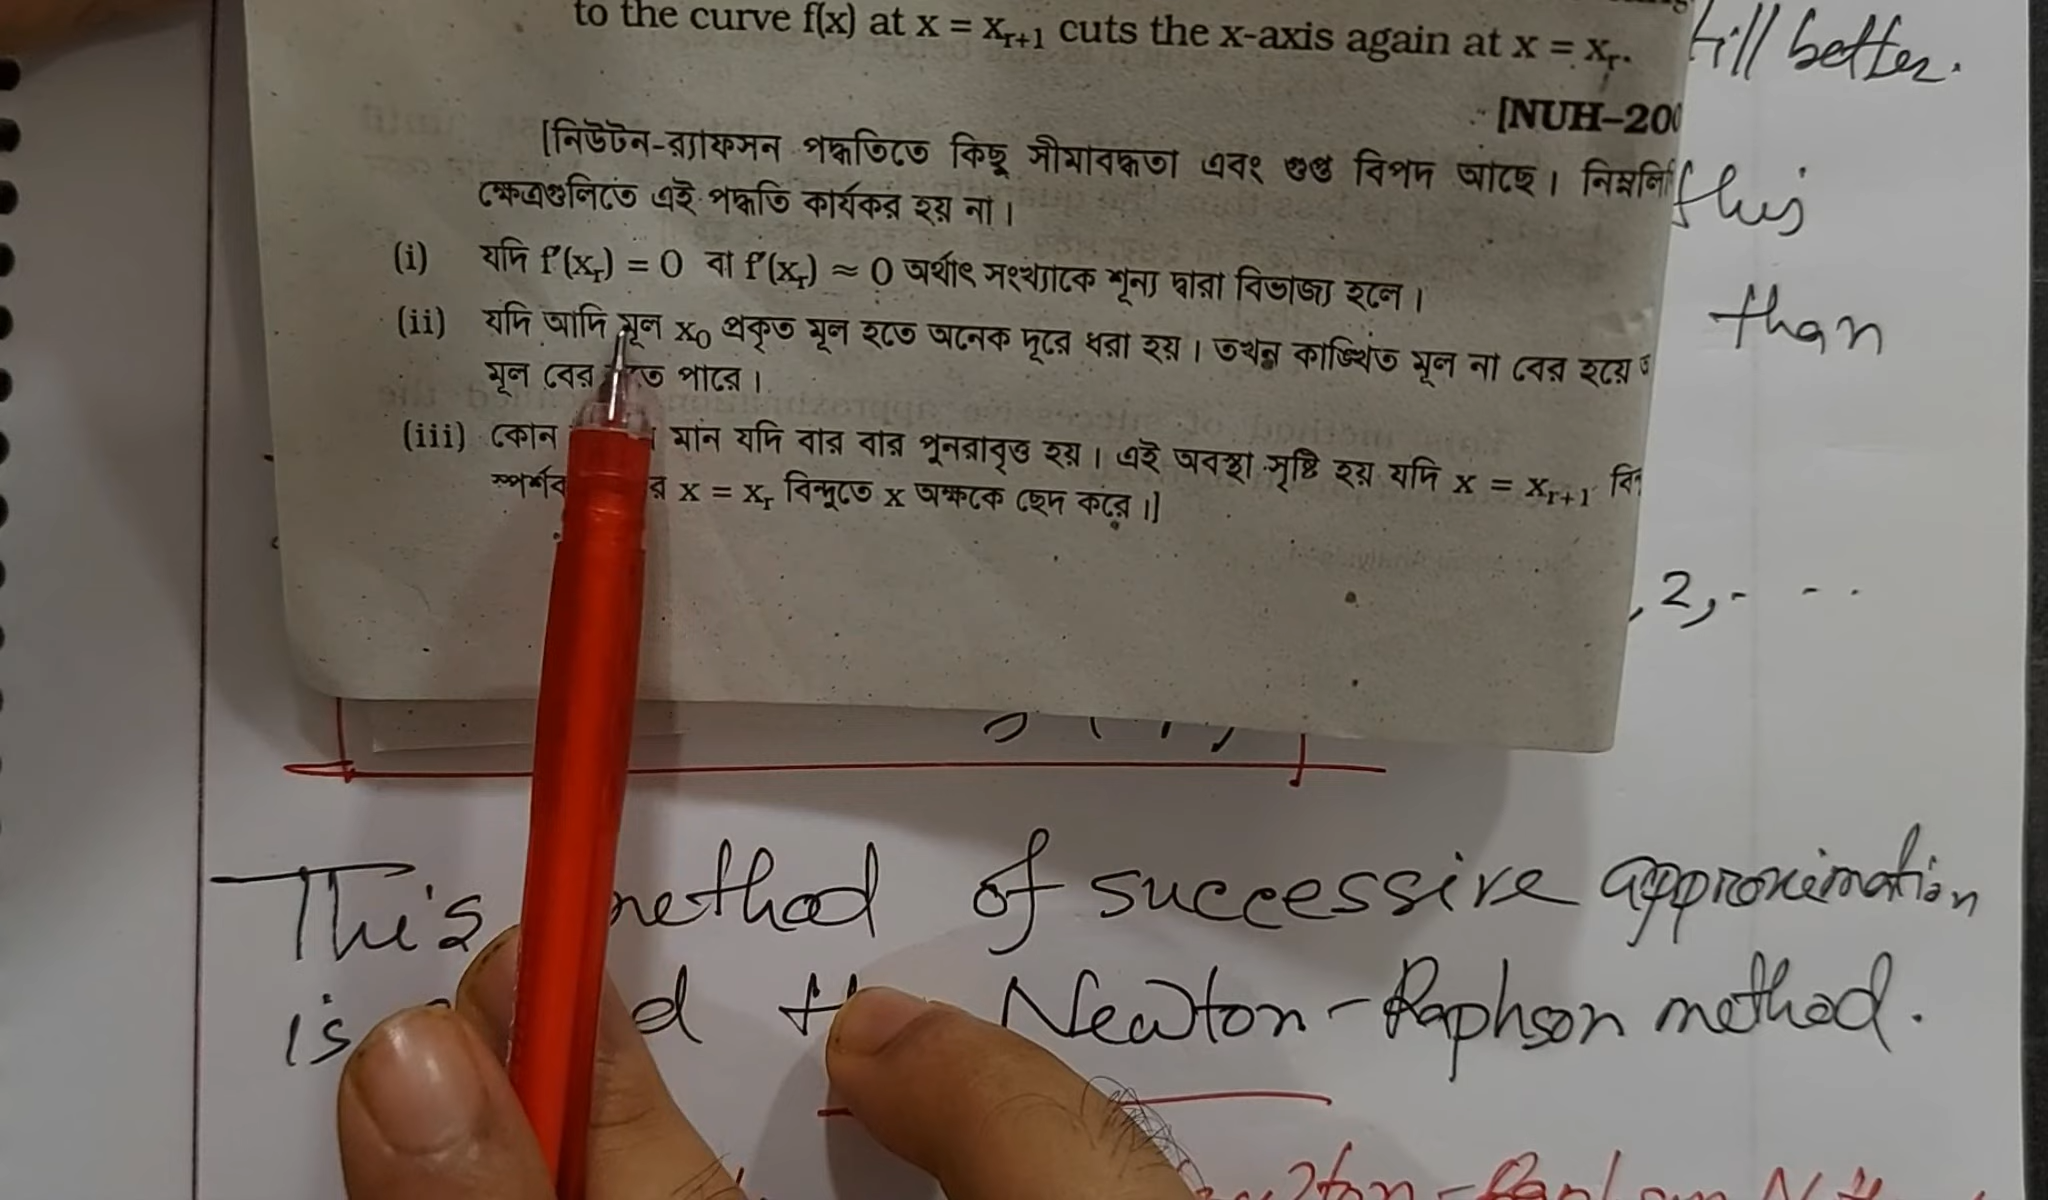 to the curve f(x) at x = xᵣ₊₁ cuts the x-axis again at x = xᵣ.
till better.
[NUH–200
[নিউটন-র‍্যাফসন পদ্ধতিতে কিছু সীমাবদ্ধতা এবং গুপ্ত বিপদ আছে। নিম্নলি
this
ক্ষেত্রগুলিতে এই পদ্ধতি কার্যকর হয় না।
(i) যদি f'(xᵣ) = 0 বা f'(xᵣ) ≈ 0 অর্থাৎ সংখ্যাকে শূন্য দ্বারা বিভাজ্য হলে।
than
(ii) যদি আদি মূল x₀ প্রকৃত মূল হতে অনেক দূরে ধরা হয়। তখন কাঙ্খিত মূল না বের হয়ে
মূল বের পারে।
(iii) কোন মান যদি বার বার পুনরাবৃত্ত হয়। এই অবস্থা সৃষ্টি হয় যদি x = xᵣ₊₁
x = xᵣ বিন্দুতে x অক্ষকে ছেদ করে।]
, 2, - - ..
This method of successive approximation
is Newton-Raphson method.
Newton-Raphson